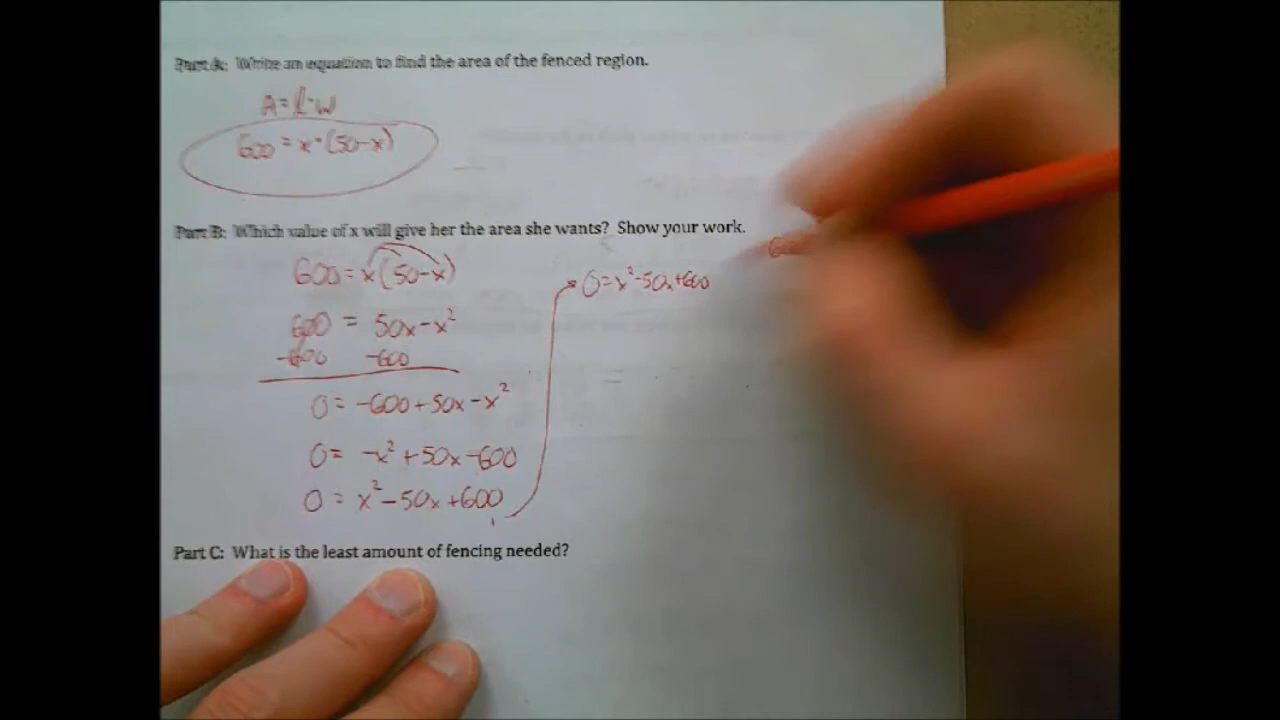 Part A: Write an equation to find the area of the fenced region.
A = l·w
600 = x·(50-x)
Part B: Which value of x will give her the area she wants? Show your work.
600 = x(50-x)
600 = 50x-x²
-600 -600
0 = -600+50x-x²
0 = -x²+50x-600
0 = x²-50x+600
0=x²-50x+600
Part C: What is the least amount of fencing needed?